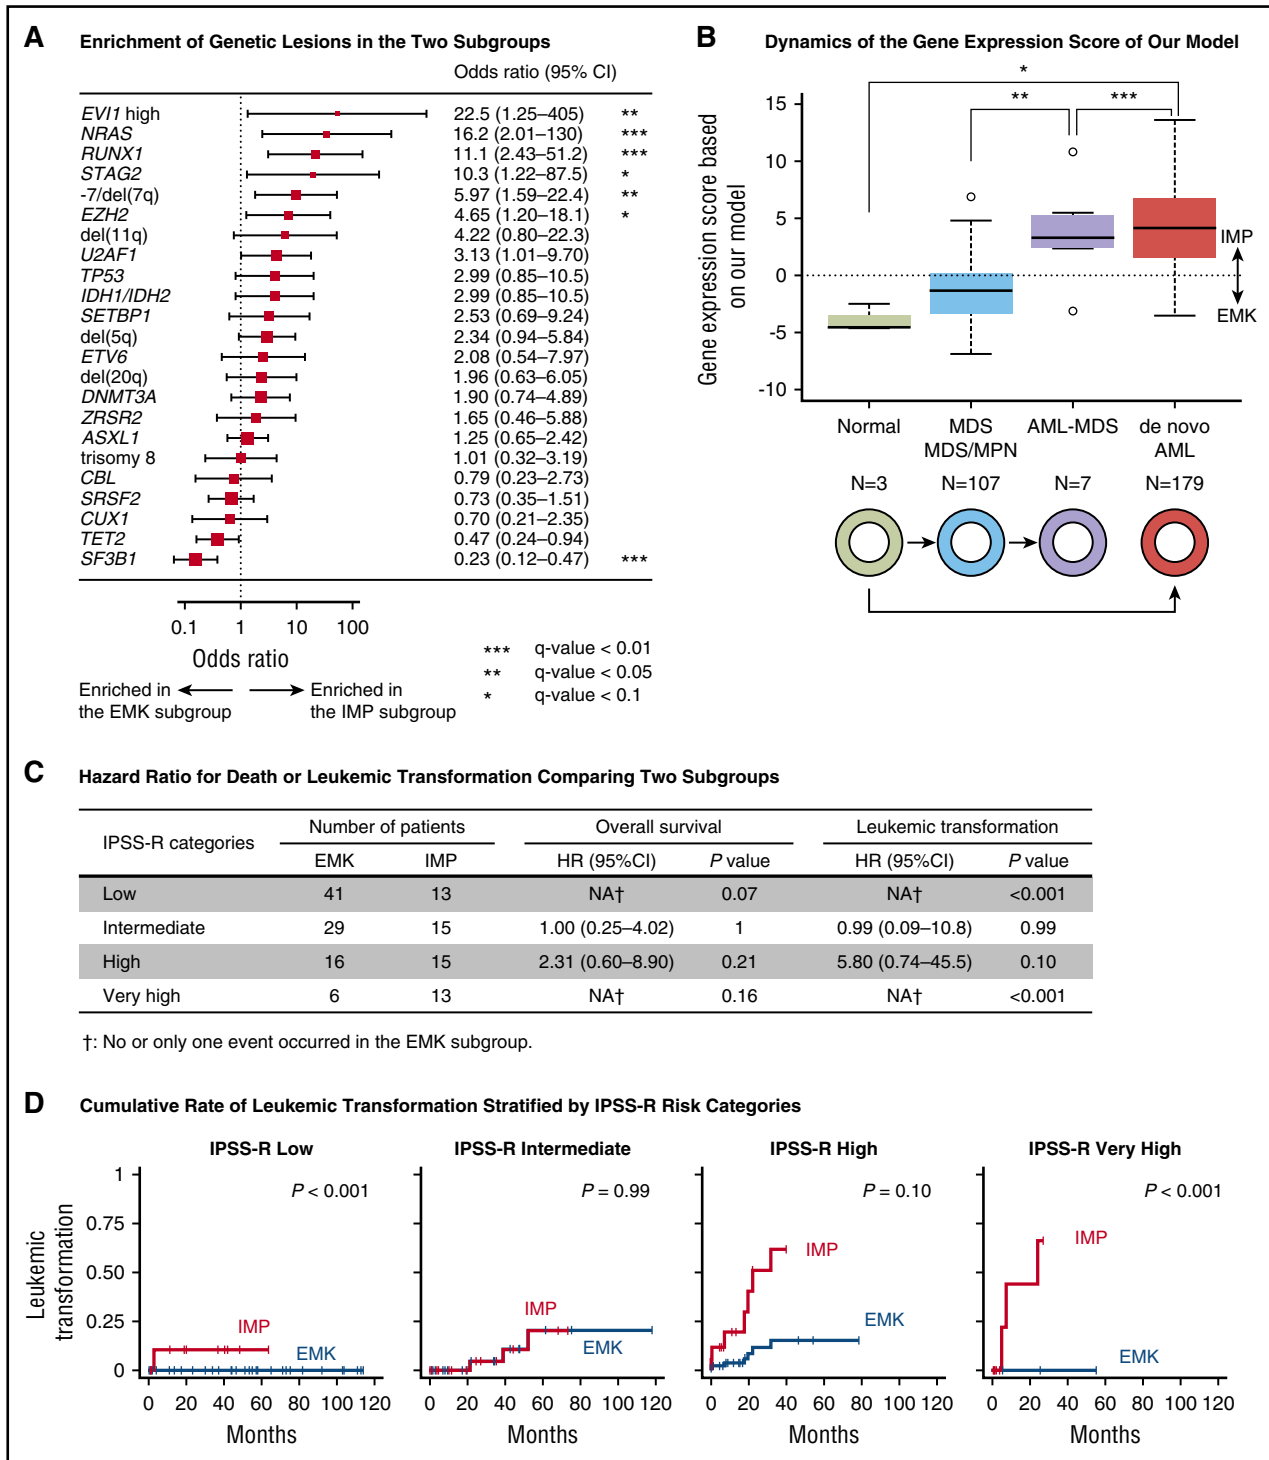 A Enrichment of Genetic Lesions in the Two Subgroups
Odds ratio (95% CI)
EVI1 high 22.5 (1.25–405) **
NRAS 16.2 (2.01–130) ***
RUNX1 11.1 (2.43–51.2) ***
STAG2 10.3 (1.22–87.5) *
-7/del(7q) 5.97 (1.59–22.4) **
EZH2 4.65 (1.20–18.1) *
del(11q) 4.22 (0.80–22.3)
U2AF1 3.13 (1.01–9.70)
TP53 2.99 (0.85–10.5)
IDH1/IDH2 2.99 (0.85–10.5)
SETBP1 2.53 (0.69–9.24)
del(5q) 2.34 (0.94–5.84)
ETV6 2.08 (0.54–7.97)
del(20q) 1.96 (0.63–6.05)
DNMT3A 1.90 (0.74–4.89)
ZRSR2 1.65 (0.46–5.88)
ASXL1 1.25 (0.65–2.42)
trisomy 8 1.01 (0.32–3.19)
CBL 0.79 (0.23–2.73)
SRSF2 0.73 (0.35–1.51)
CUX1 0.70 (0.21–2.35)
TET2 0.47 (0.24–0.94)
SF3B1 0.23 (0.12–0.47) ***
0.1 1 10 100
Odds ratio
Enriched in
the EMK subgroup
Enriched in
the IMP subgroup
*** q-value < 0.01
** q-value < 0.05
* q-value < 0.1
B Dynamics of the Gene Expression Score of Our Model
Gene expression score based
on our model
15
10
5
0
-5
-10
*
** ***
IMP
EMK
Normal MDS AML-MDS de novo
MDS/MPN AML
N=3 N=107 N=7 N=179
C Hazard Ratio for Death or Leukemic Transformation Comparing Two Subgroups
IPSS-R categories Number of patients Overall survival Leukemic transformation
EMK IMP HR (95%CI) P value HR (95%CI) P value
Low 41 13 NA† 0.07 NA† <0.001
Intermediate 29 15 1.00 (0.25–4.02) 1 0.99 (0.09–10.8) 0.99
High 16 15 2.31 (0.60–8.90) 0.21 5.80 (0.74–45.5) 0.10
Very high 6 13 NA† 0.16 NA† <0.001
†: No or only one event occurred in the EMK subgroup.
D Cumulative Rate of Leukemic Transformation Stratified by IPSS-R Risk Categories
Leukemic
transformation
IPSS-R Low
1
0.75
0.50
0.25
0
P < 0.001
IMP
EMK
0 20 40 60 80 100 120
Months
IPSS-R Intermediate
P = 0.99
IMP
EMK
0 20 40 60 80 100 120
Months
IPSS-R High
P = 0.10
IMP
EMK
0 20 40 60 80 100 120
Months
IPSS-R Very High
P < 0.001
IMP
EMK
0 20 40 60 80 100 120
Months